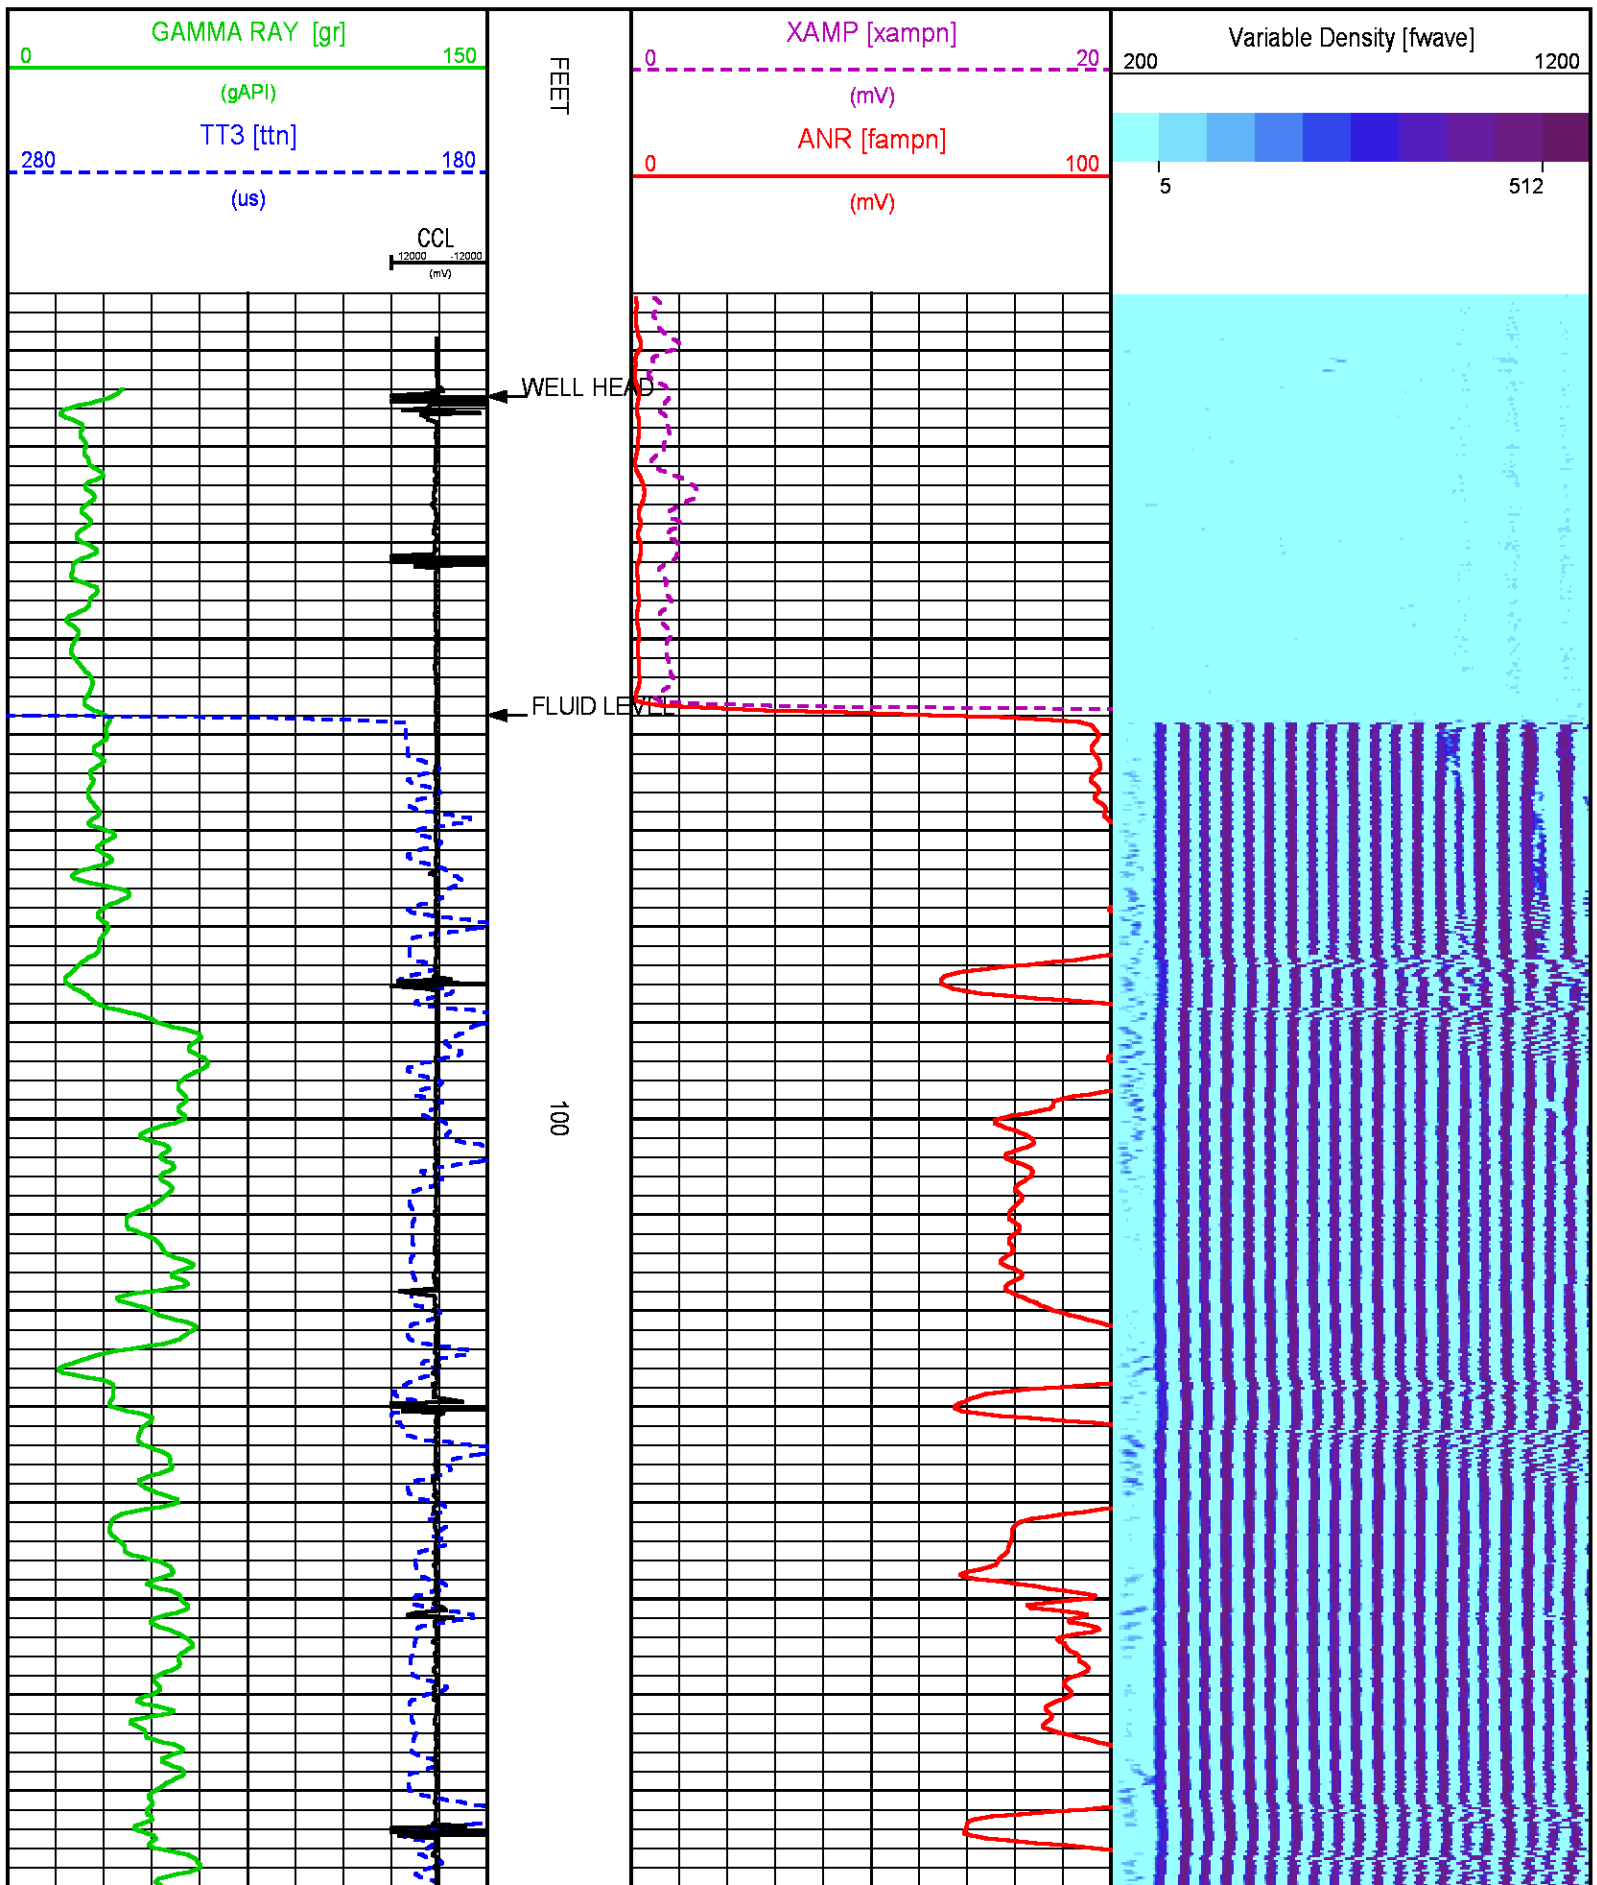 GAMMA RAY [gr]
0 150
(gAPI)
TT3 [ttn]
280 180
(us)
CCL
12000 -12000
(mV)
FEET
XAMP [xampn]
0 20
(mV)
ANR [fampn]
0 100
(mV)
Variable Density [fwave]
200 1200
5 512
WELL HEAD
FLUID LEVEL
100